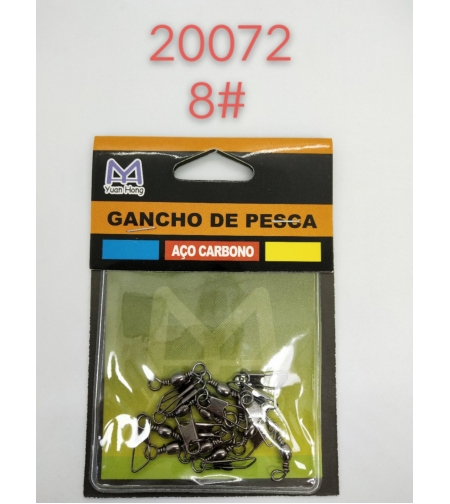 20072
8#
Yuan Hong
GANCHO DE PESCA
AÇO CARBONO